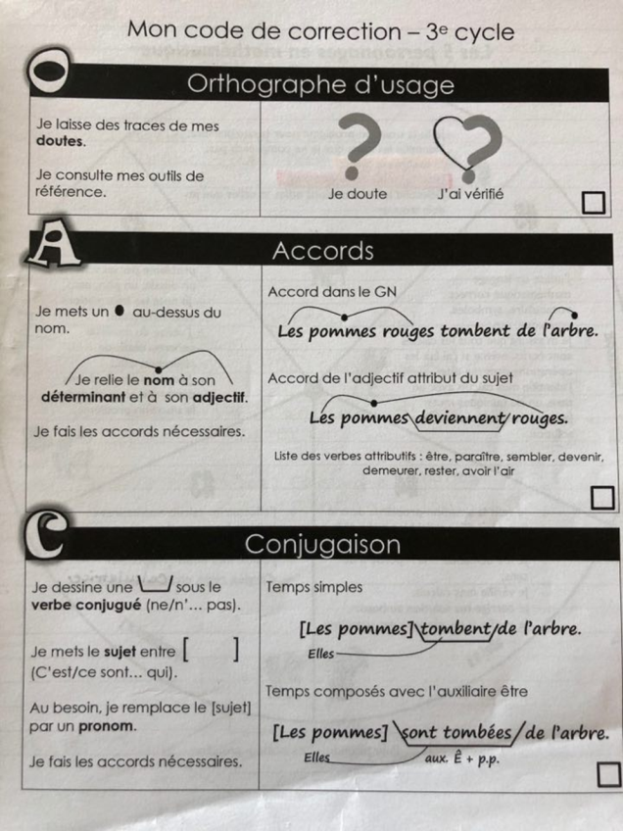 Mon code de correction – 3e cycle
O
Orthographe d'usage
Je laisse des traces de mes
doutes.
Je consulte mes outils de
référence.
? ?
Je doute J'ai vérifié
A
Accords
Je mets un ● au-dessus du
nom.
Je relie le nom à son
déterminant et à son adjectif.
Je fais les accords nécessaires.
Accord dans le GN
Les pommes rouges tombent de l'arbre.
Accord de l'adjectif attribut du sujet
Les pommes deviennent rouges.
Liste des verbes attributifs : être, paraître, sembler, devenir,
demeurer, rester, avoir l'air
C
Conjugaison
Je dessine une \__/ sous le
verbe conjugué (ne/n'... pas).
Je mets le sujet entre [ ]
(C'est/ce sont... qui).
Au besoin, je remplace le [sujet]
par un pronom.
Je fais les accords nécessaires.
Temps simples
[Les pommes] \tombent/ de l'arbre.
Elles
Temps composés avec l'auxiliaire être
[Les pommes] \sont tombées/ de l'arbre.
Elles aux. Ê + p.p.